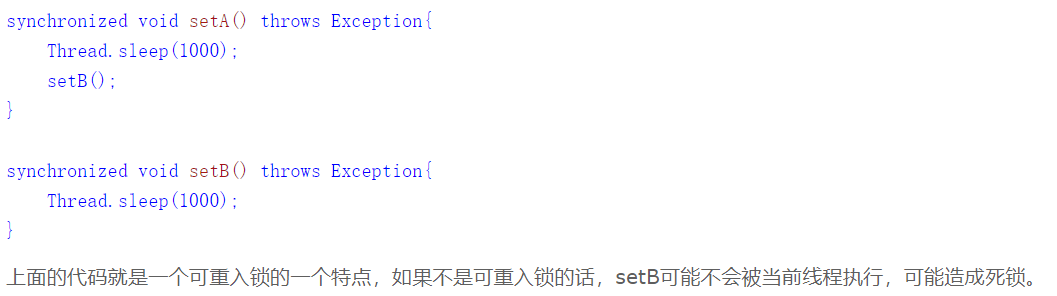 synchronized void setA() throws Exception{
    Thread.sleep(1000);
    setB();
}
synchronized void setB() throws Exception{
    Thread.sleep(1000);
}
上面的代码就是一个可重入锁的一个特点，如果不是可重入锁的话，setB可能不会被当前线程执行，可能造成死锁。